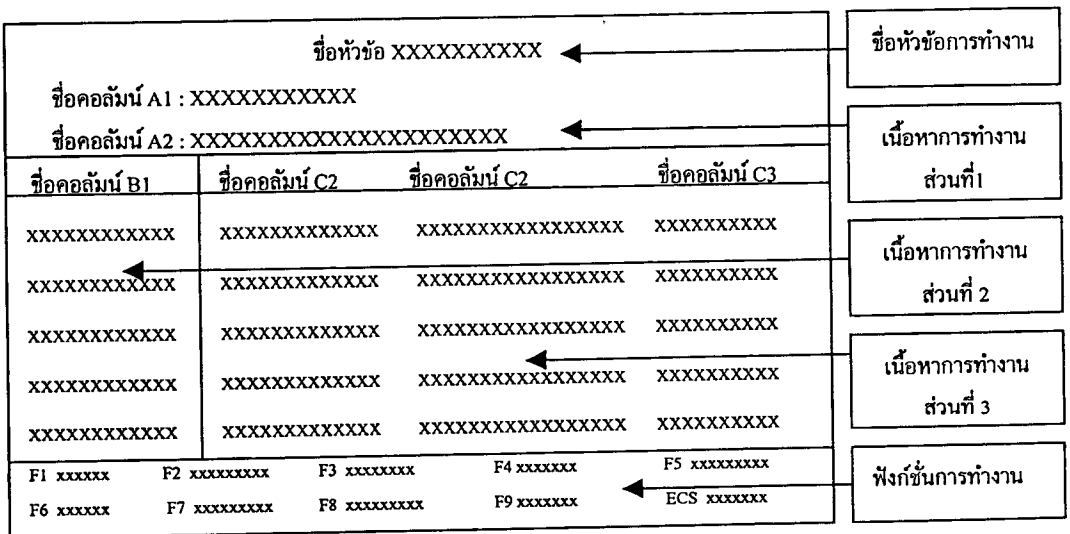 ชื่อหัวข้อ XXXXXXXXXX
ชื่อคอลัมน์ A1 : XXXXXXXXXXX
ชื่อคอลัมน์ A2 : XXXXXXXXXXXXXXXXXXXXX
ชื่อคอลัมน์ B1 ชื่อคอลัมน์ C2 ชื่อคอลัมน์ C2 ชื่อคอลัมน์ C3
XXXXXXXXXXXX XXXXXXXXXXXXX XXXXXXXXXXXXXXXXX XXXXXXXXXX
XXXXXXXXXXXX XXXXXXXXXXXXX XXXXXXXXXXXXXXXXX XXXXXXXXXX
XXXXXXXXXXXX XXXXXXXXXXXXX XXXXXXXXXXXXXXXXX XXXXXXXXXX
XXXXXXXXXXXX XXXXXXXXXXXXX XXXXXXXXXXXXXXXXX XXXXXXXXXX
XXXXXXXXXXXX XXXXXXXXXXXXX XXXXXXXXXXXXXXXXX XXXXXXXXXX
F1 xxxxxx F2 xxxxxxxxx F3 xxxxxxxx F4 xxxxxxx F5 xxxxxxxxx
F6 xxxxxx F7 xxxxxxxxx F8 xxxxxxxxx F9 xxxxxxx ECS xxxxxxx
ชื่อหัวข้อการทำงาน
เนื้อหาการทำงาน
ส่วนที่1
เนื้อหาการทำงาน
ส่วนที่ 2
เนื้อหาการทำงาน
ส่วนที่ 3
ฟังก์ชั่นการทำงาน